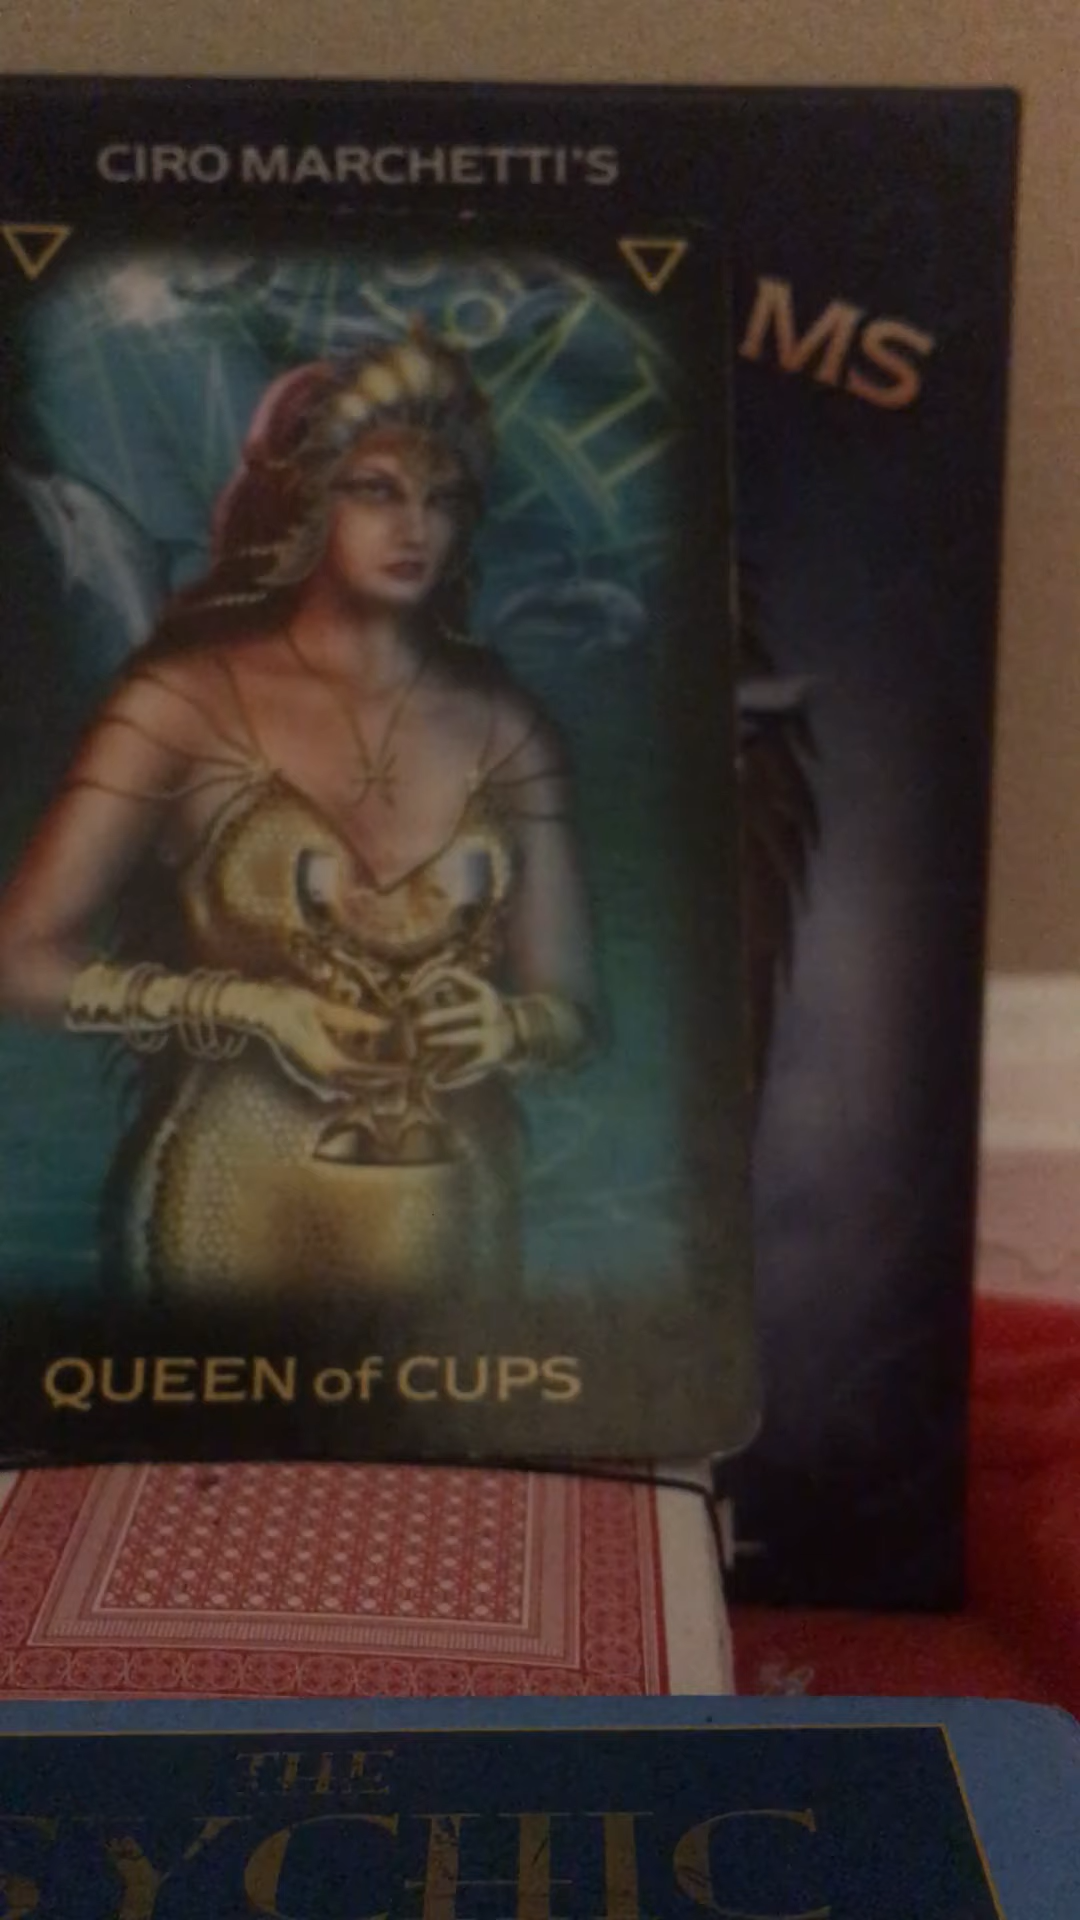 CIRO MARCHETTI'S
MS
QUEEN of CUPS
THE
SYCHIC